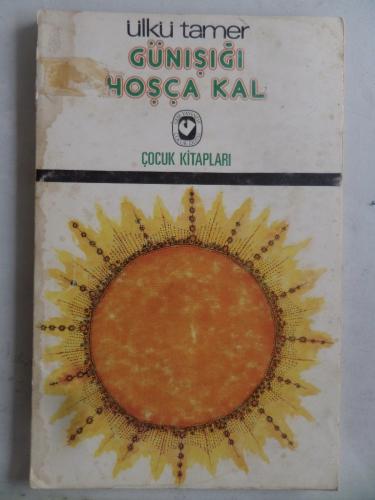 ülkü tamer
GÜNIŞIĞI
HOŞÇA KAL
ÇOCUK KİTAPLARI